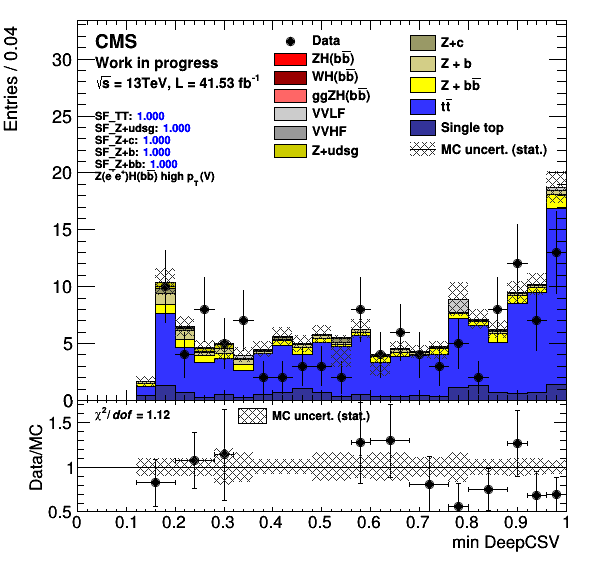 Entries / 0.04
CMS
Work in progress
√s = 13TeV, L = 41.53 fb⁻¹
SF_TT: 1.000
SF_Z+udsg: 1.000
SF_Z+c: 1.000
SF_Z+b: 1.000
SF_Z+bb: 1.000
Z(e⁻e⁺)H(bb̅) high p_T(V)
Data
ZH(bb̅)
WH(bb̅)
ggZH(bb̅)
VVLF
VVHF
Z+udsg
Z+c
Z + b
Z + bb̅
tt̅
Single top
MC uncert. (stat.)
30
25
20
15
10
5
0
χ²/dof = 1.12
MC uncert. (stat.)
Data/MC
1.5
1
0.5
0 0.1 0.2 0.3 0.4 0.5 0.6 0.7 0.8 0.9 1
min DeepCSV